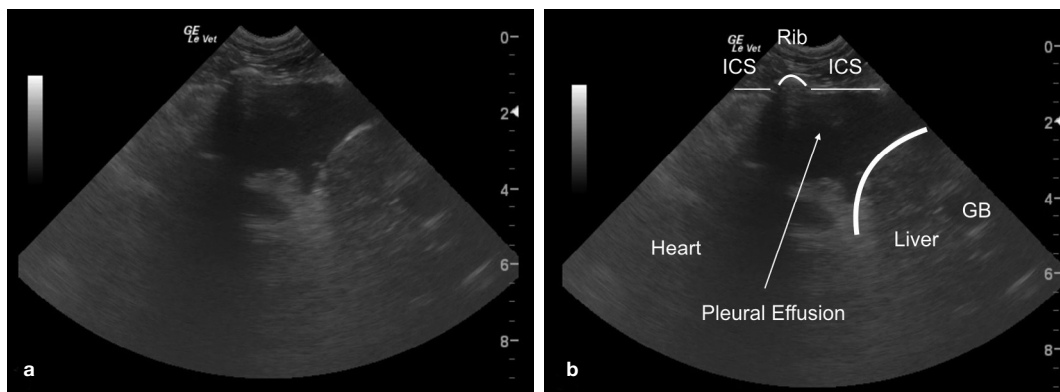 GE
Le Vet
0
2
4
6
8
a
GE
Le Vet
Rib
ICS
ICS
0
2
4
6
8
GB
Liver
Heart
Pleural Effusion
b